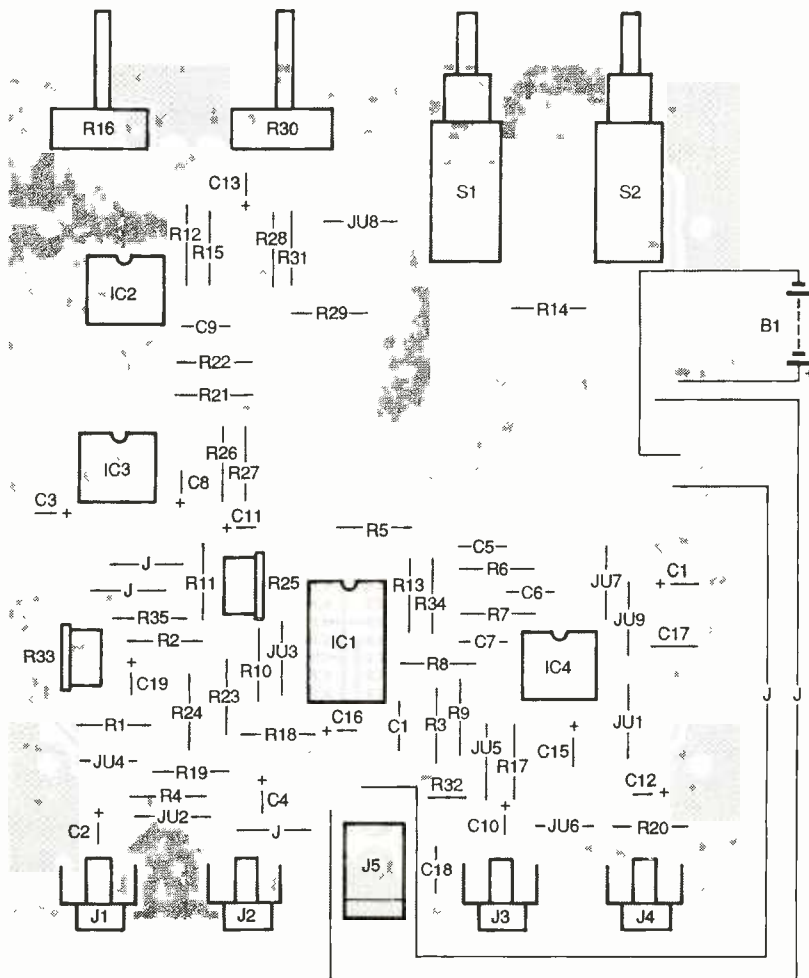 R16
R30
S1
S2
C13
JU8
R12
R15
R28
R31
IC2
R29
R14
B1
+
C9
R22
R21
IC3
R26
R27
C8
+
C3
+
C11
+
R5
J
J
R11
R25
R13
R34
C5
R6
C6
R7
C7
JU7
JU9
C1
+
C17
R35
R2
R33
C19
+
R10
JU3
IC1
R8
IC4
R24
R23
R1
R18
C16
+
C1
R3
R9
JU5
R17
C15
+
JU1
J
J
JU4
R19
R4
JU2
C4
+
R32
C12
+
C2
+
J
C10
+
JU6
R20
J5
C18
J1
J2
J3
J4